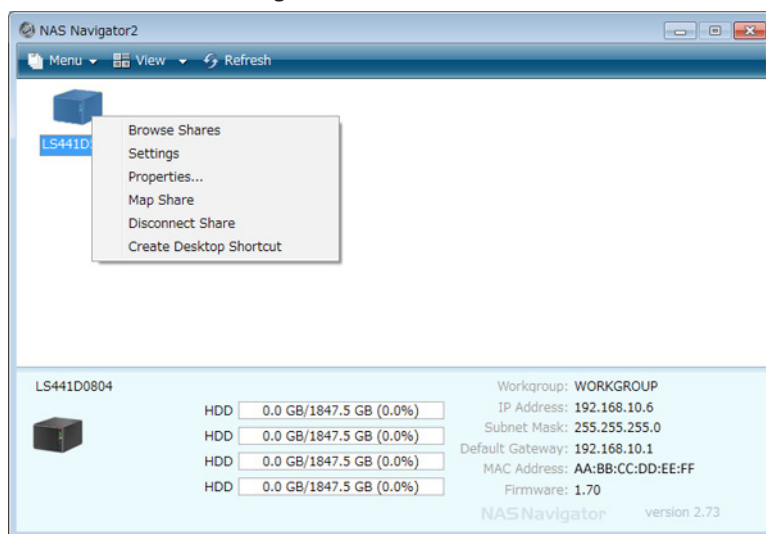 NAS Navigator2
Menu View Refresh
LS441D
Browse Shares
Settings
Properties...
Map Share
Disconnect Share
Create Desktop Shortcut
LS441D0804
HDD 0.0 GB/1847.5 GB (0.0%)
HDD 0.0 GB/1847.5 GB (0.0%)
HDD 0.0 GB/1847.5 GB (0.0%)
HDD 0.0 GB/1847.5 GB (0.0%)
Workgroup: WORKGROUP
IP Address: 192.168.10.6
Subnet Mask: 255.255.255.0
Default Gateway: 192.168.10.1
MAC Address: AA:BB:CC:DD:EE:FF
Firmware: 1.70
NAS Navigator version 2.73